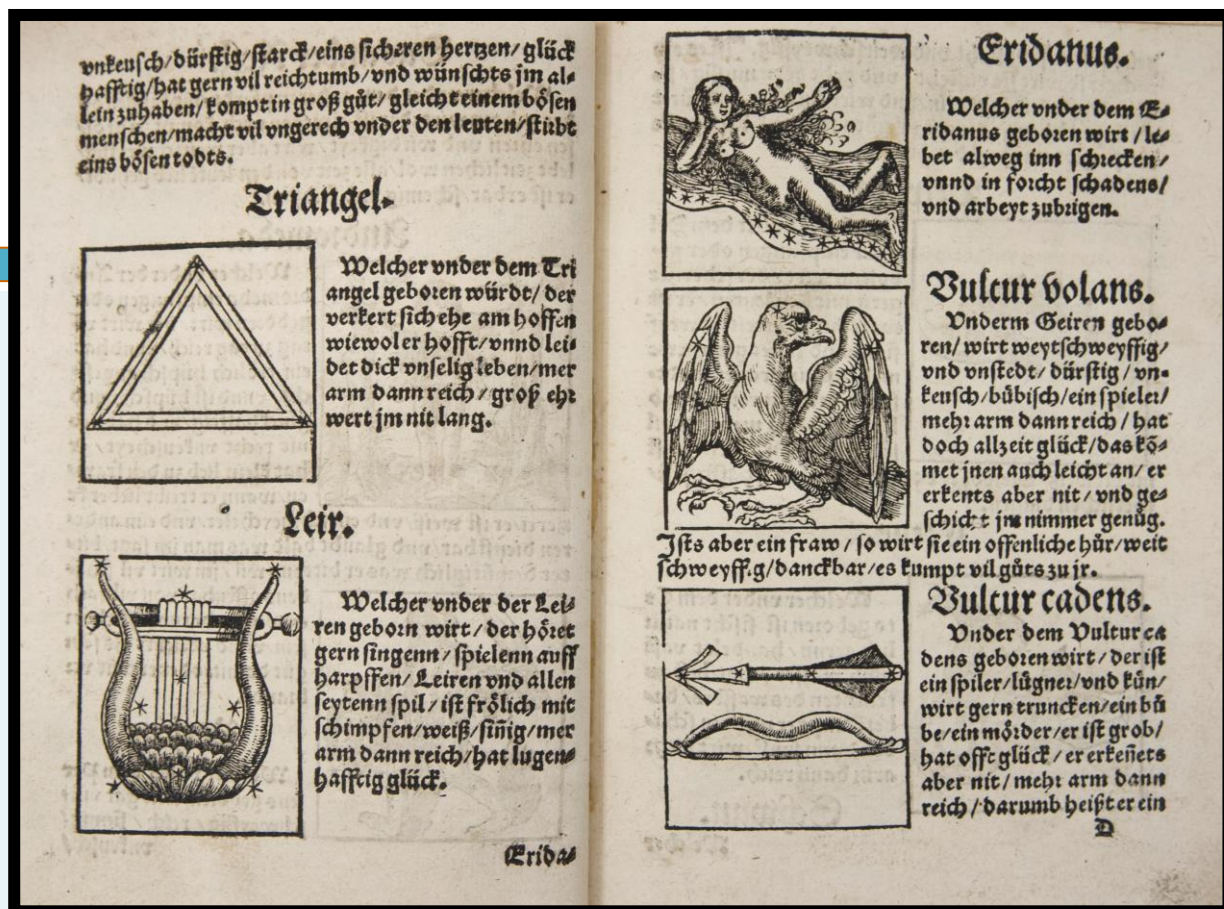 vnkeusch/dürstig/starck/eins sicheren hertzen/glück
hafftig/hat gern vil reichtumb/vnd wünschts jm al⸗
lein zuhaben/kompt in groß gůt/gleicht einem bösen
menschen/macht vil vngerech vnder den leuten/stirbt
eins bösen todts.
Triangel.
Welcher vnder dem Tri
angel geboren würdt/der
verkert sich ehe am hoffen
wiewol er hofft/vnnd lei⸗
det dick vnselig leben/mer
arm dann reich/groß ehr
wert jm nit lang.
Leir.
Welcher vnder der Lei⸗
ren geborn wirt/der höret
gern singenn/spielenn auff
harpffen/Leiren vnd allen
seytenn spil/ist frölich mit
schimpfen/weiß/siñig/mer
arm dann reich/hat lugen⸗
hafftig glück.
Erida⸗
Eridanus.
Welcher vnder dem E⸗
ridanus geboren wirt/le⸗
bet alweg inn schrecken/
vnnd in forcht schadens/
vnd arbeyt zubrigen.
Vultur volans.
Vnderm Geiren gebo⸗
ren/wirt weytschweyffig/
vnd vnstedt/dürstig/vn⸗
keusch/bübisch/ein spieler/
mehr arm dann reich/hat
doch allzeit glück/das kõ⸗
met jnen auch leicht an/er
erkents aber nit/vnd ge⸗
schicht jm nimmer genůg.
Ists aber ein fraw/so wirt sie ein offenliche hůr/weit
schweyffig/danckbar/es kumpt vil gůts zu jr.
Vultur cadens.
Vnder dem Vultur ca
dens geboren wirt/der ist
ein spiler/lügner/vnd kün/
wirt gern truncken/ein bů
be/ein mörder/er ist grob/
hat offt glück/er erkeñets
aber nit/mehr arm dann
reich/darumb heißt er ein
D